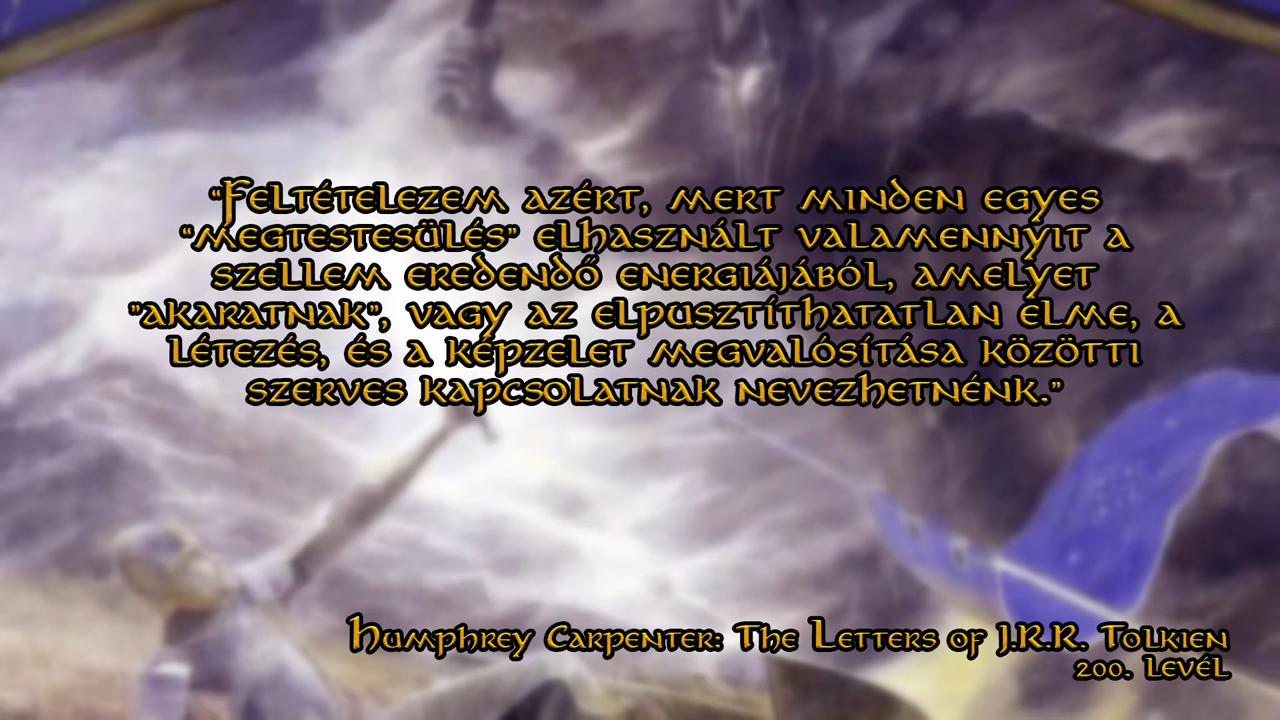 “Feltételezem azért, mert minden egyes
“megtestesülés” elhasznált valamennyit a
szellem eredendő energiájából, amelyet
”akaratnak”, vagy az elpusztíthatatlan elme, a
létezés, és a képzelet megvalósítása közötti
szerves kapcsolatnak nevezhetnénk.”
Humphrey Carpenter: The Letters of J.R.R. Tolkien
200. levél